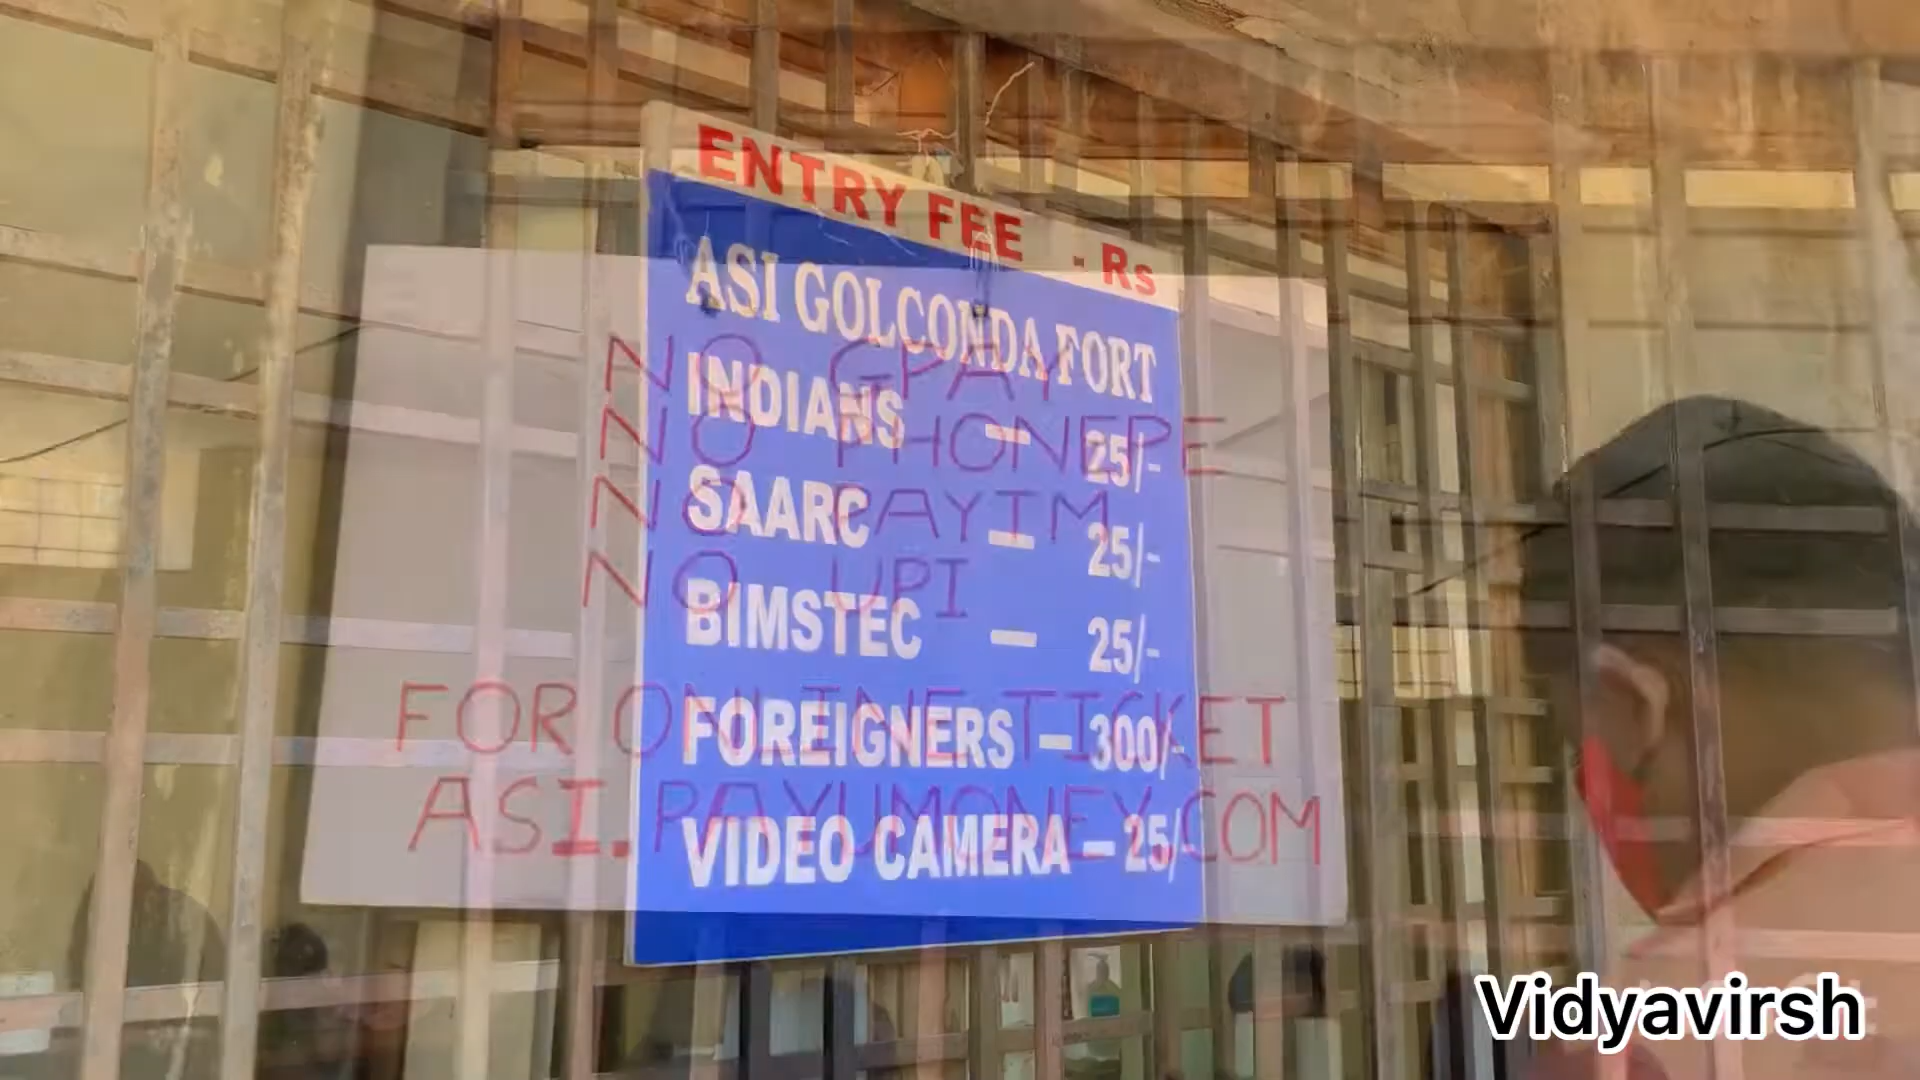 ENTRY FEE - Rs
ASI GOLCONDA FORT
INDIANS — 25/-
SAARC — 25/-
BIMSTEC — 25/-
FOREIGNERS — 300/-
VIDEO CAMERA – 25/-
NO GPAY
NO PHONEPE
NO PAYTM
NO UPI
FOR ONLINE TICKET
ASI.PAYUMONEY.COM
Vidyavirsh